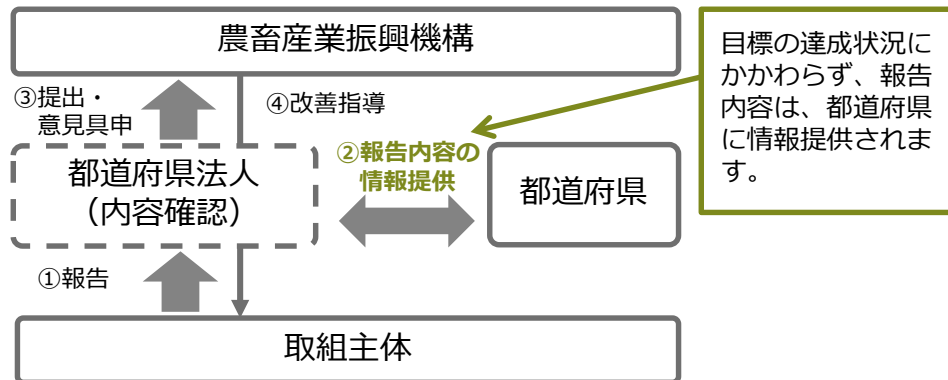 農畜産業振興機構
③提出・
意見具申
④改善指導
目標の達成状況に
かかわらず、報告
内容は、都道府県
に情報提供されま
す。
都道府県法人
（内容確認）
②報告内容の
情報提供
都道府県
①報告
取組主体